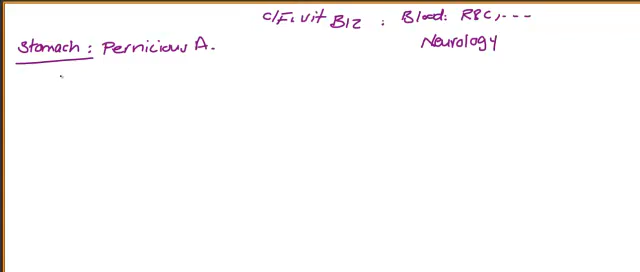 C/F: vit B12 : Blood: RBC, ---
Stomach : Pernicious A.
Neurology